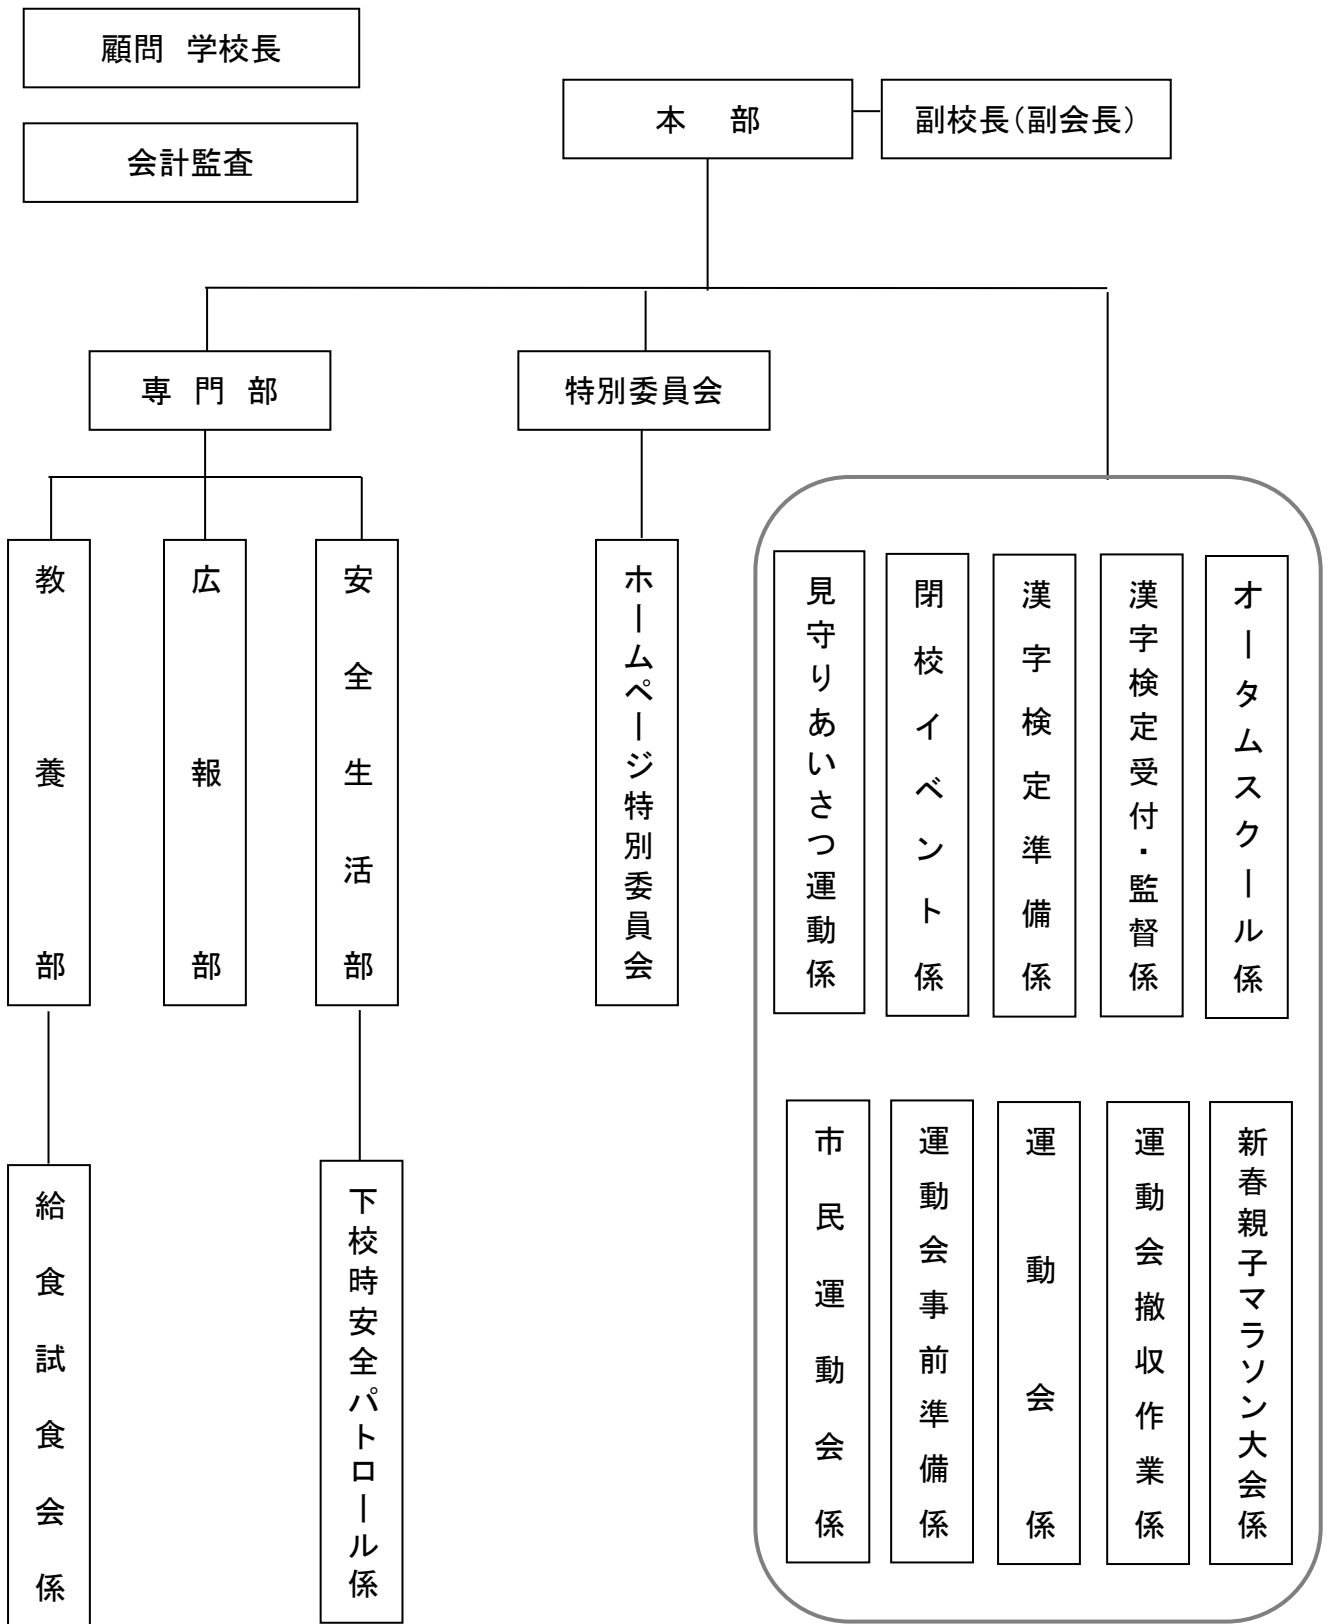 顧問 学校長
会計監査
本 部
副校長(副会長)
専 門 部
特別委員会
教養部
広報部
安全生活部
ホームページ特別委員会
見守りあいさつ運動係
閉校イベント係
漢字検定準備係
漢字検定受付・監督係
オータムスクール係
給食試食会係
下校時安全パトロール係
市民運動会係
運動会事前準備係
運動会係
運動会撤収作業係
新春親子マラソン大会係